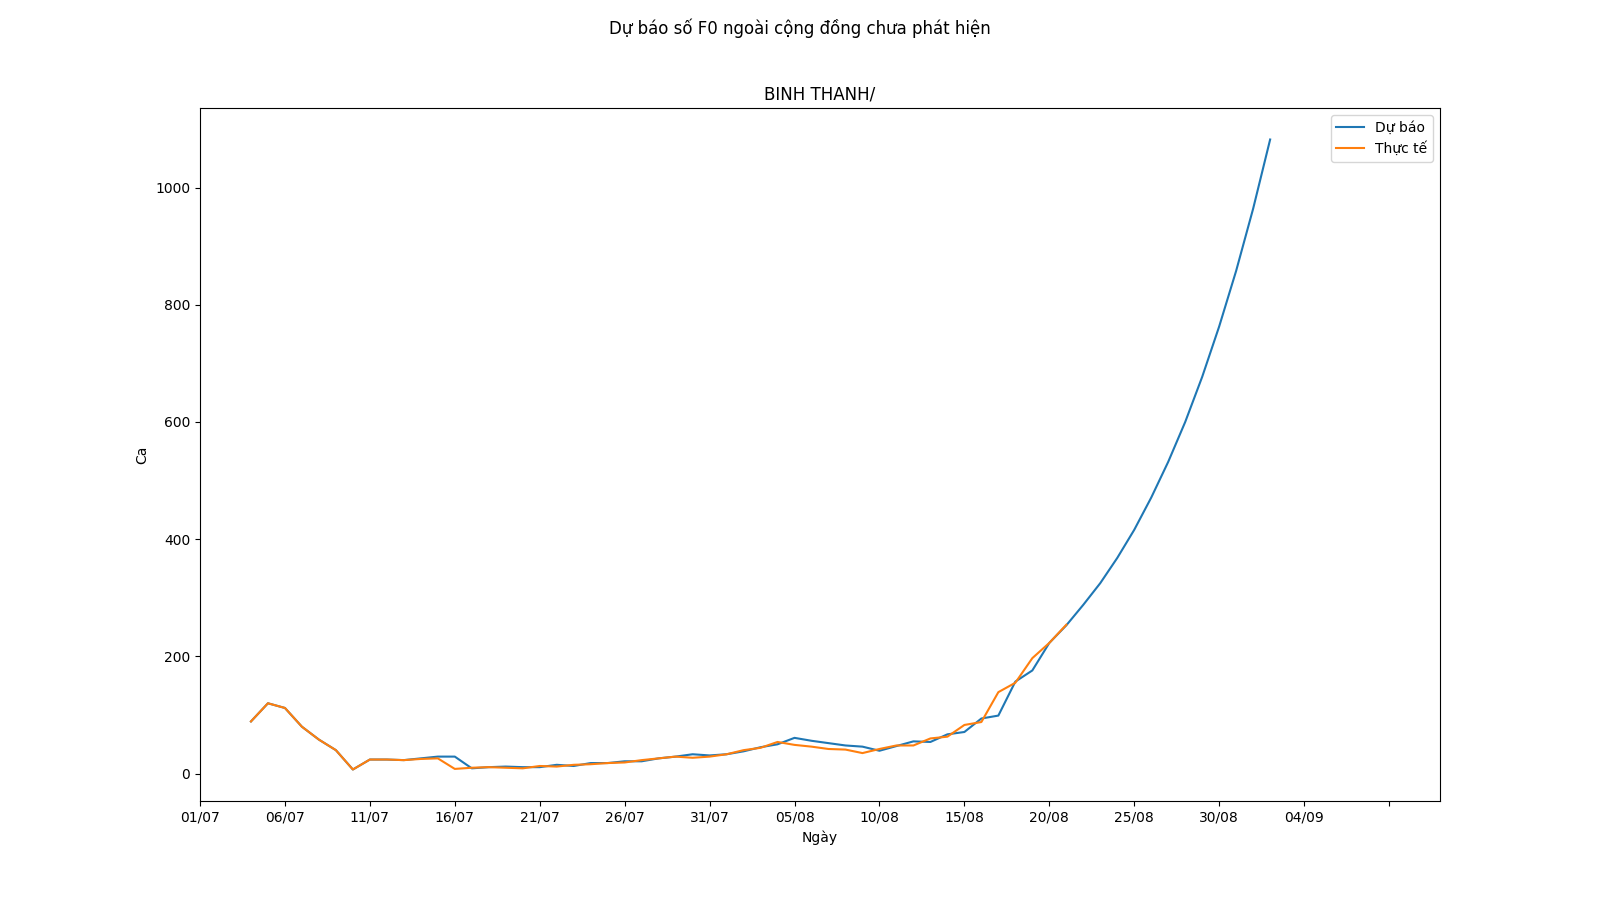 Dự báo số F0 ngoài cộng đồng chưa phát hiện
BINH THANH/
Dự báo
Thực tế
1000
800
600
400
200
0
Ca
01/07 06/07 11/07 16/07 21/07 26/07 31/07 05/08 10/08 15/08 20/08 25/08 30/08 04/09
Ngày